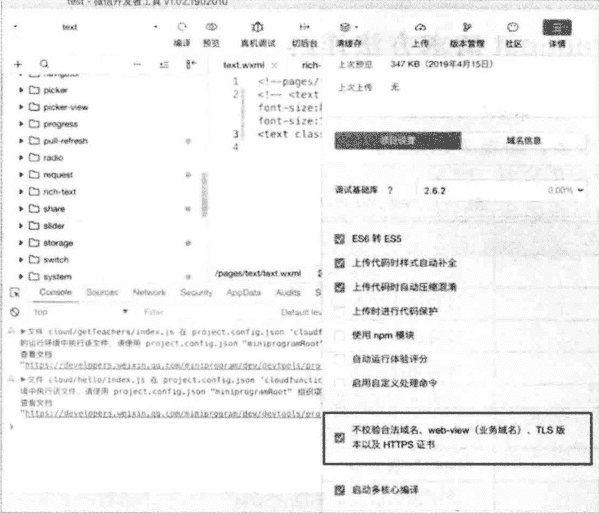 test - 微信开发者工具 v1.02.1902010
text
编译
预览
真机调试
切后台
清缓存
上传
版本管理
社区
详情
navigator
picker
picker-view
progress
pull-refresh
radio
request
rich-text
share
slider
storage
switch
system
text.wxml
rich-
1
<!--pages/
2
<!-- <text
font-size:
font-size:
3
<text clas
4
/pages/text/text.wxml
上次预览 347 KB (2019年4月15日)
上次上传 无
项目设置
域名信息
调试基础库 ?
2.6.2
0.00%
ES6 转 ES5
上传代码时样式自动补全
上传代码时自动压缩混淆
上传时进行代码保护
使用 npm 模块
自动运行体验评分
启用自定义处理命令
不校验合法域名、web-view（业务域名）、TLS 版
本以及 HTTPS 证书
启动多核心编译
Console
Sources
Network
Security
AppData
Audits
top
Filter
Default lev
文件 cloud/getTeachers/index.js 在 project.config.json 'cloudf
的运行环境中执行该文件, 请使用 project.config.json "miniprogramRoot"
查看文档
"https://developers.weixin.qq.com/miniprogram/dev/devtools/pro
文件 cloud/hello/index.js 在 project.config.json 'cloudfunctio
境中执行该文件, 请使用 project.config.json "miniprogramRoot" 
查看文档
"https://developers.weixin.qq.com/miniprogram/dev/devtools/pro